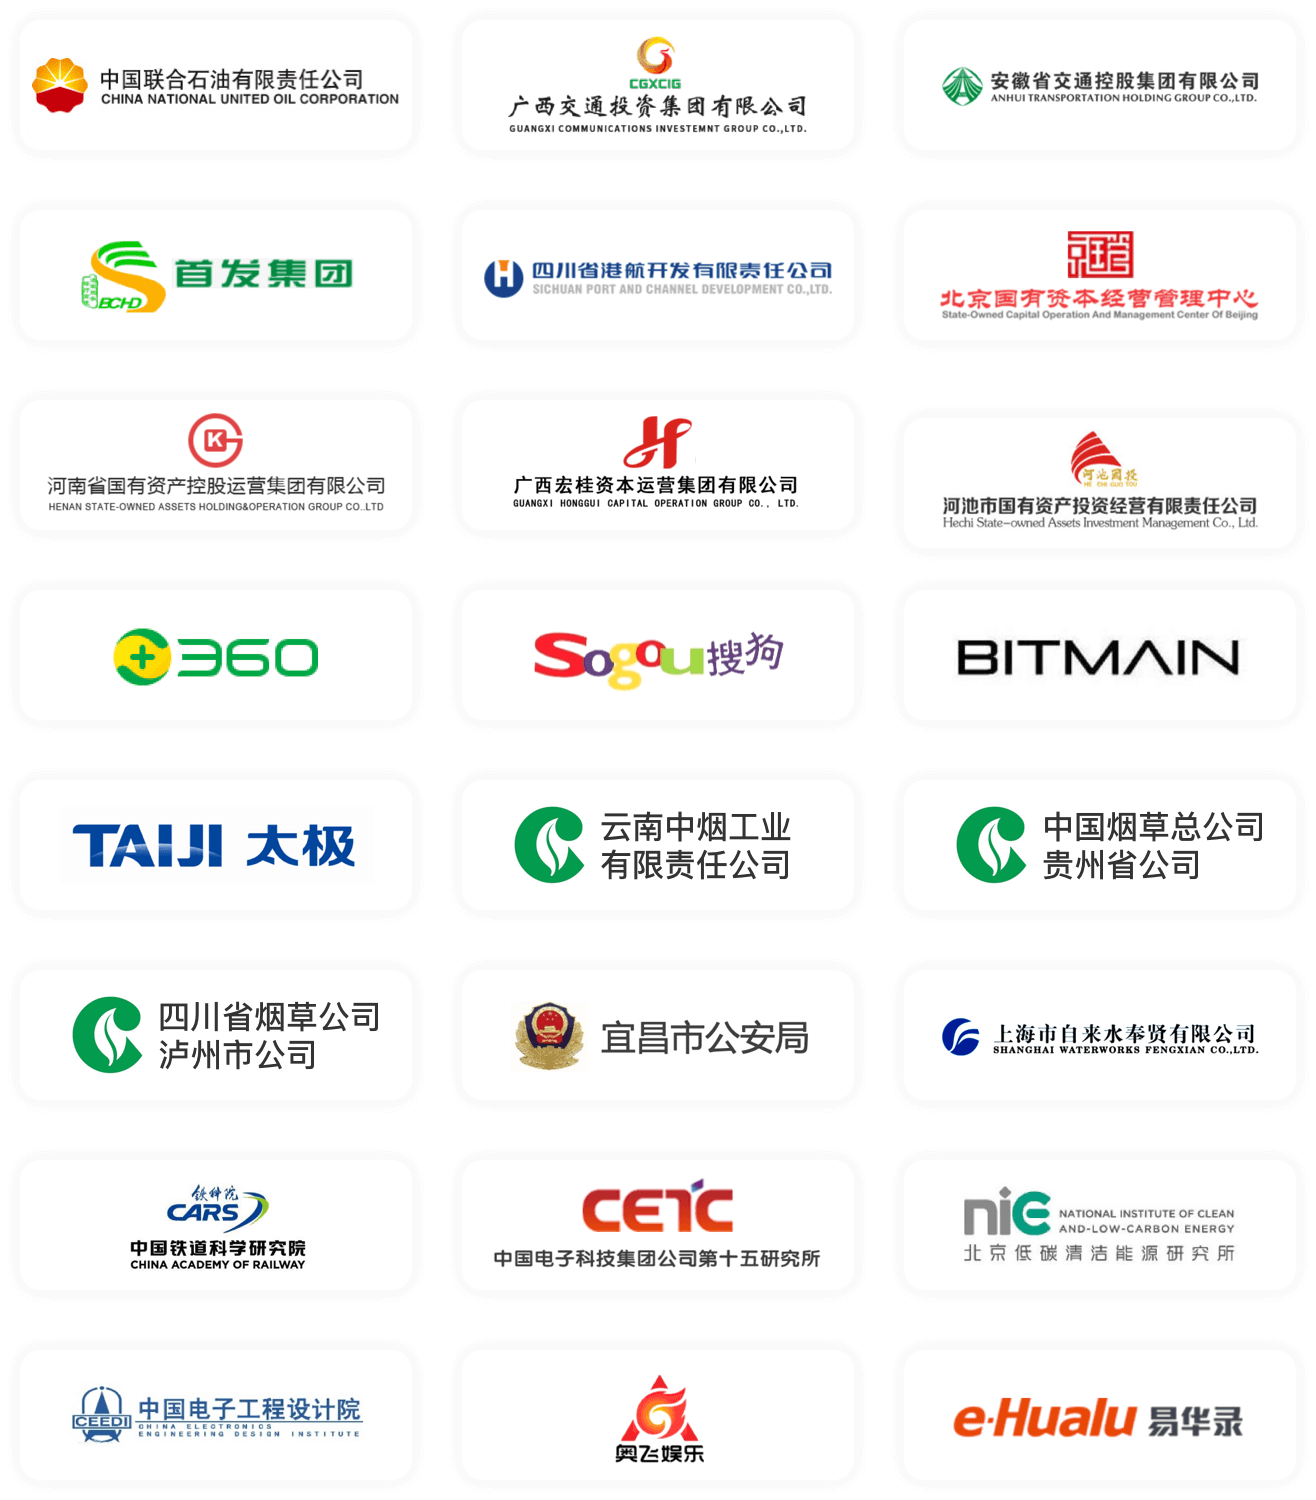 中国联合石油有限责任公司
CHINA NATIONAL UNITED OIL CORPORATION
CGXCIG
广西交通投资集团有限公司
GUANGXI COMMUNICATIONS INVESTEMNT GROUP CO.,LTD.
安徽省交通控股集团有限公司
ANHUI TRANSPORTATION HOLDING GROUP CO.,LTD.
BCHD
首发集团
四川省港航开发有限责任公司
SICHUAN PORT AND CHANNEL DEVELOPMENT CO.,LTD.
北京国有资本经营管理中心
State-Owned Capital Operation And Management Center Of Beijing
K
河南省国有资产控股运营集团有限公司
HENAN STATE-OWNED ASSETS HOLDING&OPERATION GROUP CO..LTD
广西宏桂资本运营集团有限公司
GUANGXI HONGGUI CAPITAL OPERATION GROUP CO., LTD.
河池国投
HE CHI GUO TOU
河池市国有资产投资经营有限责任公司
Hechi State-owned Assets Investment Management Co., Ltd.
360
Sogou搜狗
BITMAIN
TAIJI 太极
云南中烟工业
有限责任公司
中国烟草总公司
贵州省公司
四川省烟草公司
泸州市公司
宜昌市公安局
上海市自来水奉贤有限公司
SHANGHAI WATERWORKS FENGXIAN CO.,LTD.
铁科院
CARS
中国铁道科学研究院
CHINA ACADEMY OF RAILWAY
CETC
中国电子科技集团公司第十五研究所
nice
NATIONAL INSTITUTE OF CLEAN
AND-LOW-CARBON ENERGY
北京低碳清洁能源研究所
CEEDI
中国电子工程设计院
CHINA ELECTRONICS
ENGINEERING DESIGN INSTITUTE
奥飞娱乐
e·Hualu 易华录